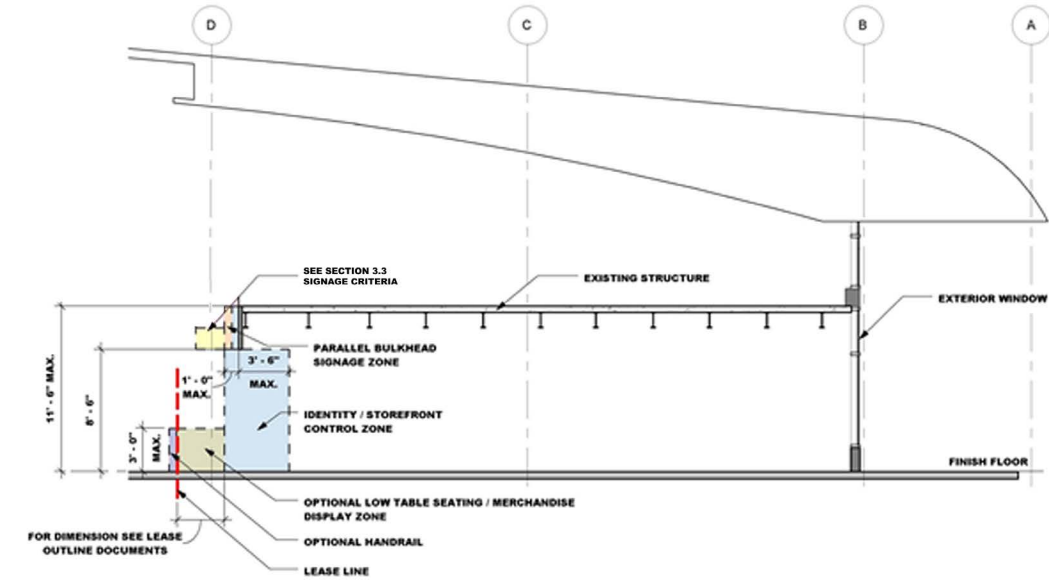 D
C
B
A
SEE SECTION 3.3
SIGNAGE CRITERIA
EXISTING STRUCTURE
EXTERIOR WINDOW
PARALLEL BULKHEAD
SIGNAGE ZONE
3' - 6"
MAX.
1' - 0"
MAX.
11' - 6" MAX.
8' - 6"
3' - 0"
MAX.
IDENTITY / STOREFRONT
CONTROL ZONE
FINISH FLOOR
OPTIONAL LOW TABLE SEATING / MERCHANDISE
DISPLAY ZONE
FOR DIMENSION SEE LEASE
OUTLINE DOCUMENTS
OPTIONAL HANDRAIL
LEASE LINE